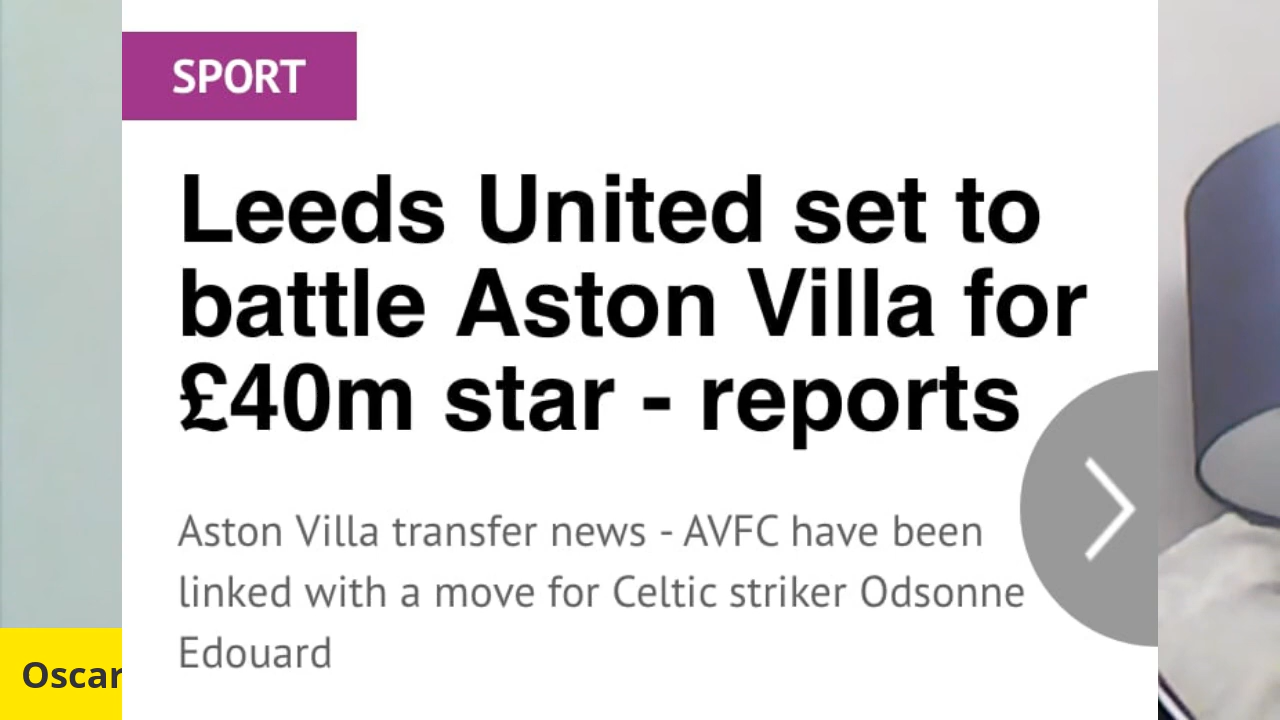 SPORT
Leeds United set to
battle Aston Villa for
£40m star - reports
Aston Villa transfer news - AVFC have been
linked with a move for Celtic striker Odsonne
Edouard
Oscar